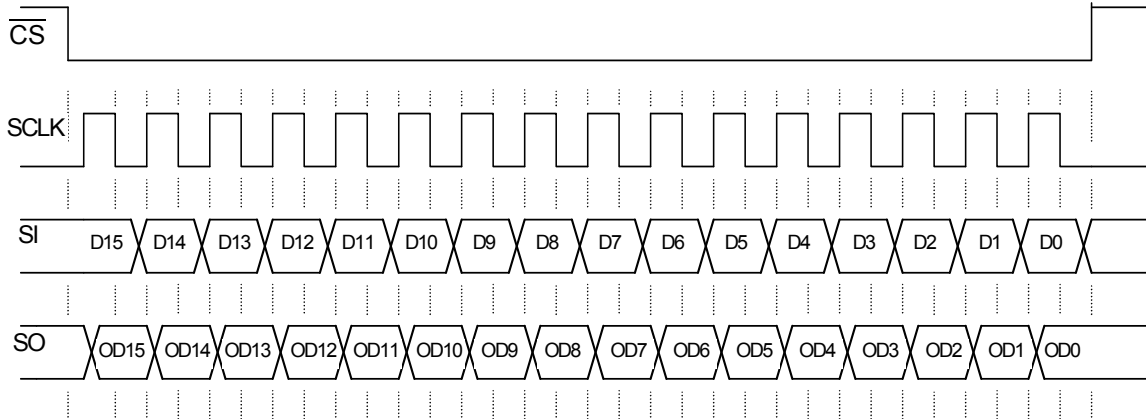 CS
SCLK
SI D15 D14 D13 D12 D11 D10 D9 D8 D7 D6 D5 D4 D3 D2 D1 D0
SO OD15 OD14 OD13 OD12 OD11 OD10 OD9 OD8 OD7 OD6 OD5 OD4 OD3 OD2 OD1 OD0